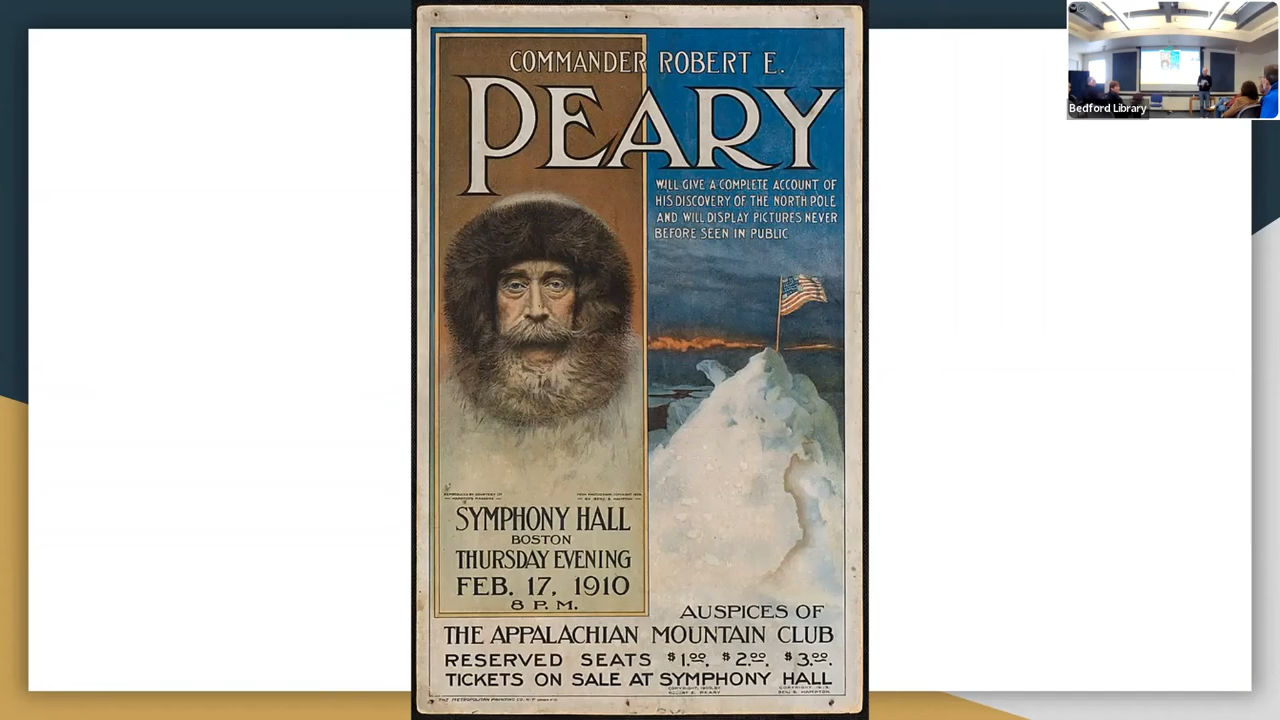 COMMANDER ROBERT E.
PEARY
WILL GIVE A COMPLETE ACCOUNT OF
HIS DISCOVERY OF THE NORTH POLE
AND WILL DISPLAY PICTURES NEVER
BEFORE SEEN IN PUBLIC
SYMPHONY HALL
BOSTON
THURSDAY EVENING
FEB. 17, 1910
8 P.M.
AUSPICES OF
THE APPALACHIAN MOUNTAIN CLUB
RESERVED SEATS $1.00, $2.00, $3.00.
TICKETS ON SALE AT SYMPHONY HALL
Bedford Library